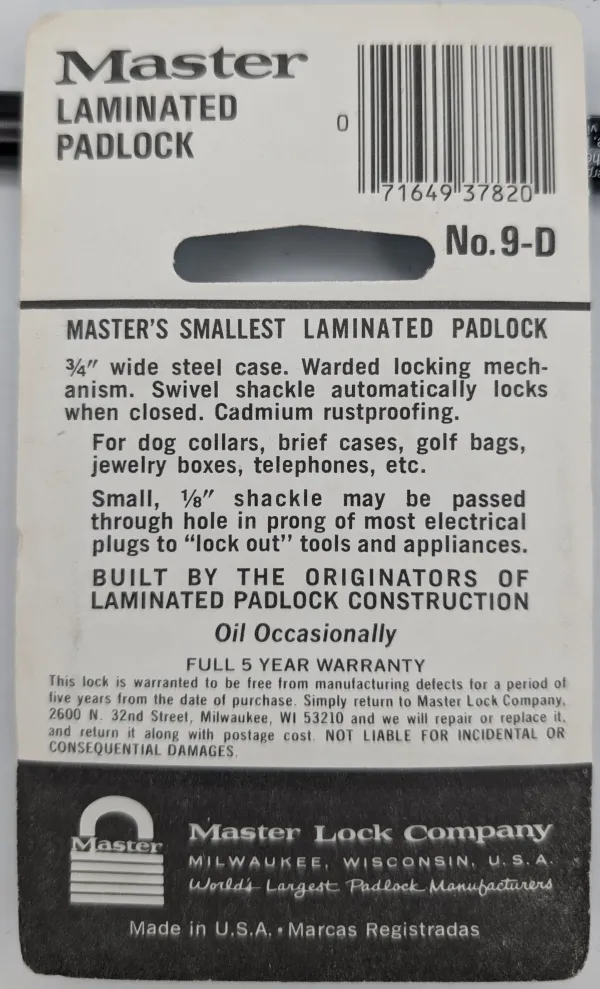 Master
LAMINATED
PADLOCK
0
71649 37820
No. 9-D
MASTER'S SMALLEST LAMINATED PADLOCK
¾" wide steel case. Warded locking mech-
anism. Swivel shackle automatically locks
when closed. Cadmium rustproofing.
For dog collars, brief cases, golf bags,
jewelry boxes, telephones, etc.
Small, ⅛" shackle may be passed
through hole in prong of most electrical
plugs to "lock out" tools and appliances.
BUILT BY THE ORIGINATORS OF
LAMINATED PADLOCK CONSTRUCTION
Oil Occasionally
FULL 5 YEAR WARRANTY
This lock is warranted to be free from manufacturing defects for a period of
five years from the date of purchase. Simply return to Master Lock Company,
2600 N. 32nd Street, Milwaukee, WI 53210 and we will repair or replace it,
and return it along with postage cost. NOT LIABLE FOR INCIDENTAL OR
CONSEQUENTIAL DAMAGES.
Master
Master Lock Company
MILWAUKEE, WISCONSIN, U.S.A.
World's Largest Padlock Manufacturers
Made in U.S.A. • Marcas Registradas